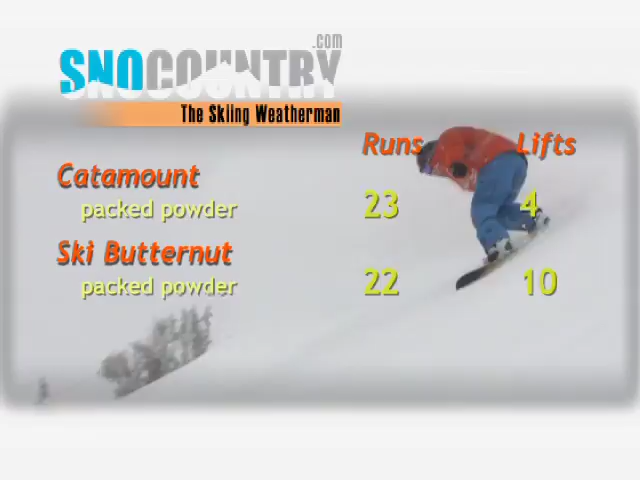 .com
SNOCOUNTRY
The Skiing Weatherman
Runs Lifts
Catamount
packed powder 23 4
Ski Butternut
packed powder 22 10